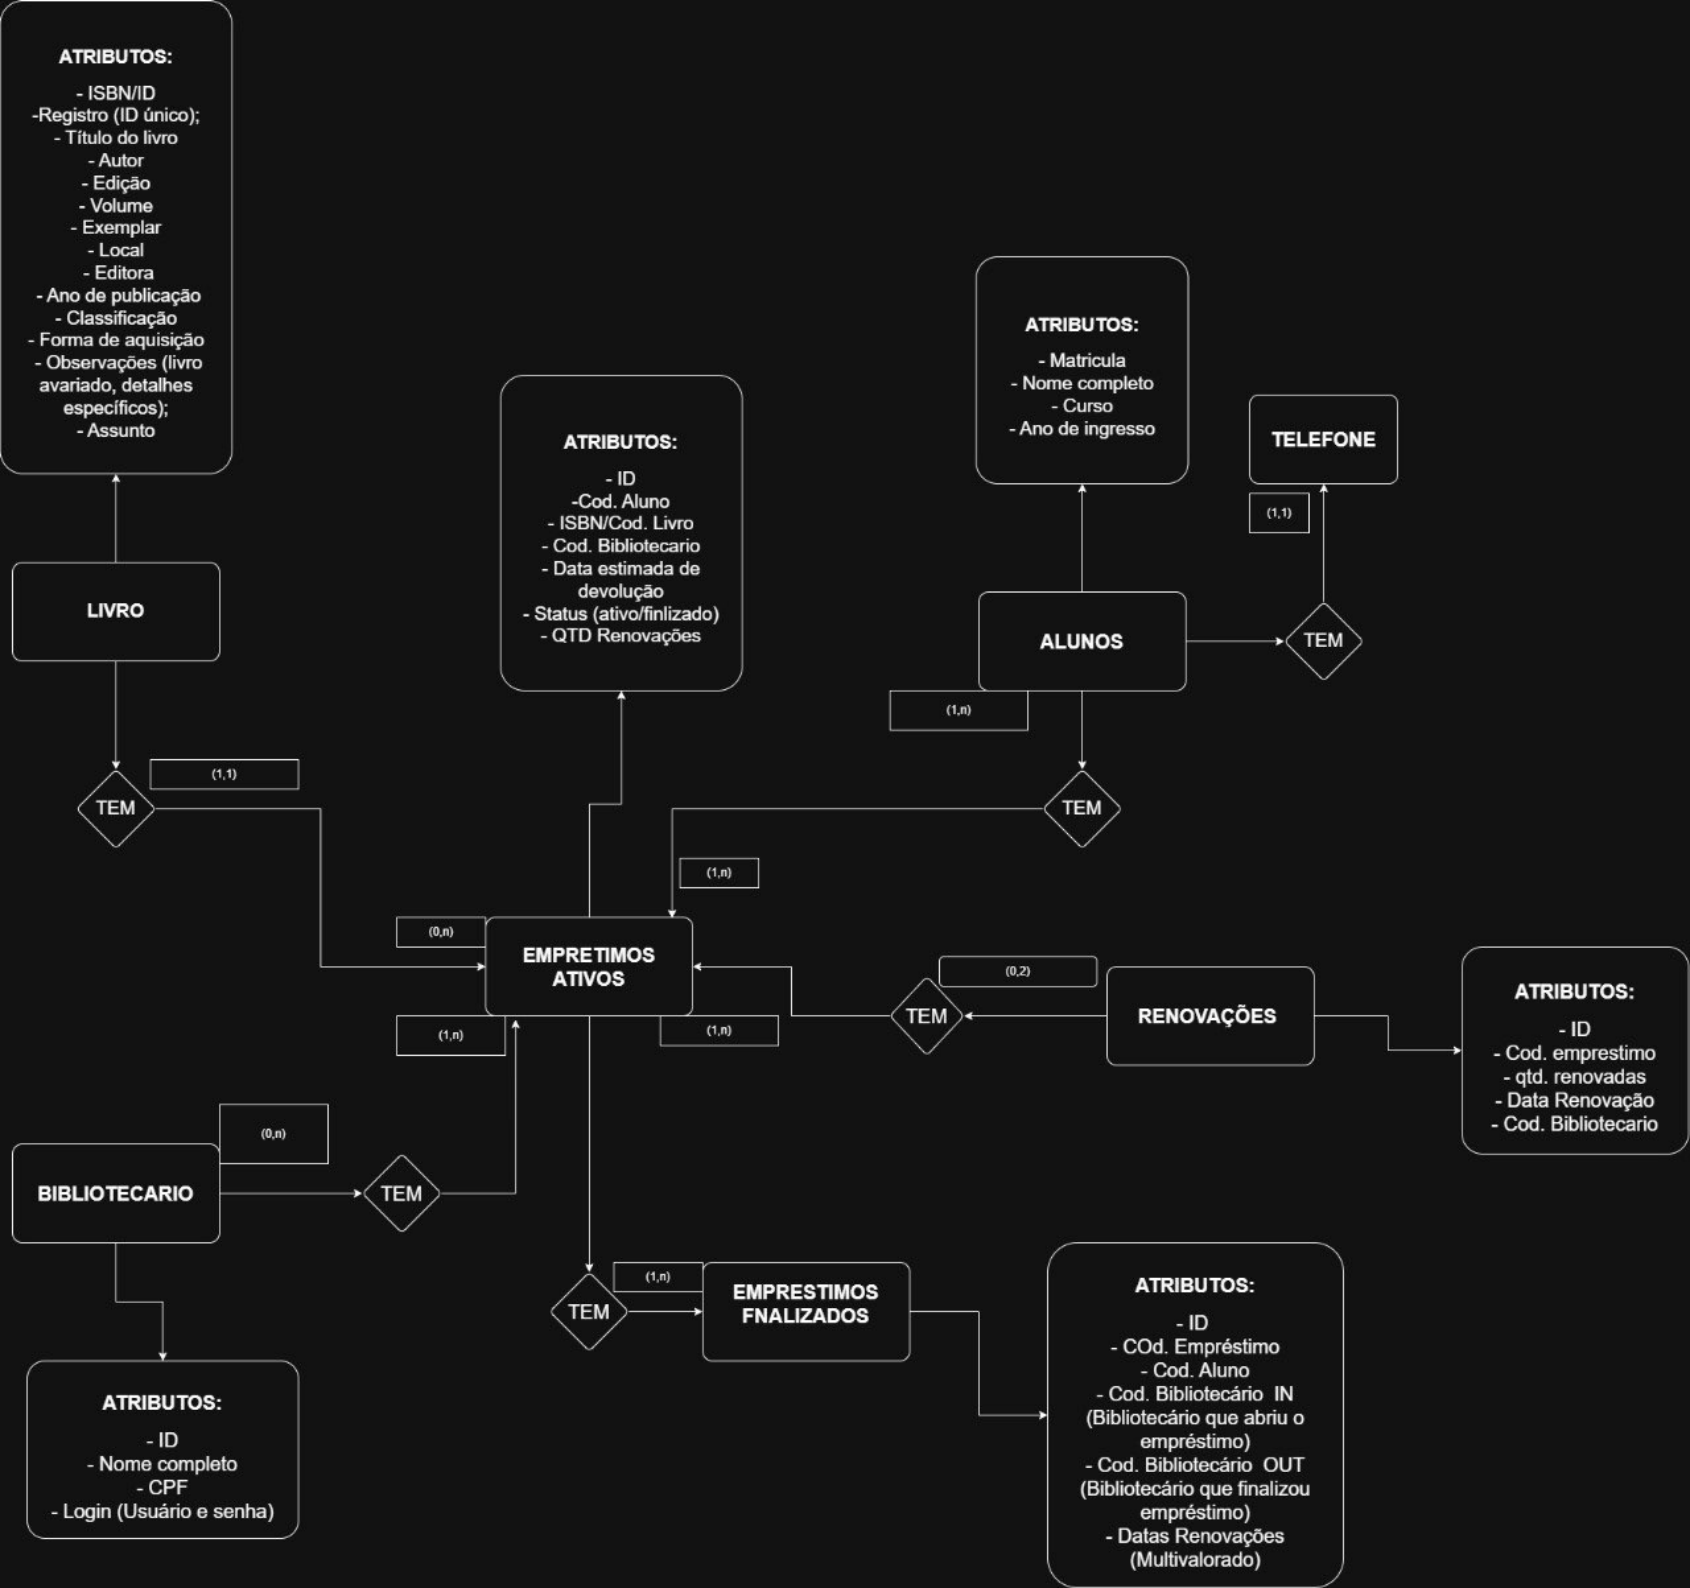 ATRIBUTOS:
- ISBN/ID
-Registro (ID único);
- Título do livro
- Autor
- Edição
- Volume
- Exemplar
- Local
- Editora
- Ano de publicação
- Classificação
- Forma de aquisição
- Observações (livro
avariado, detalhes
específicos);
- Assunto
LIVRO
TEM
(1,1)
ATRIBUTOS:
- ID
-Cod. Aluno
- ISBN/Cod. Livro
- Cod. Bibliotecario
- Data estimada de
devolução
- Status (ativo/finlizado)
- QTD Renovações
ATRIBUTOS:
- Matricula
- Nome completo
- Curso
- Ano de ingresso
TELEFONE
(1,1)
ALUNOS
TEM
(1,n)
TEM
(1,n)
(0,n)
EMPRETIMOS
ATIVOS
(1,n)
(1,n)
TEM
(0,2)
RENOVAÇÕES
ATRIBUTOS:
- ID
- Cod. emprestimo
- qtd. renovadas
- Data Renovação
- Cod. Bibliotecario
(0,n)
BIBLIOTECARIO
TEM
ATRIBUTOS:
- ID
- Nome completo
- CPF
- Login (Usuário e senha)
TEM
(1,n)
EMPRESTIMOS
FNALIZADOS
ATRIBUTOS:
- ID
- COd. Empréstimo
- Cod. Aluno
- Cod. Bibliotecário IN
(Bibliotecário que abriu o
empréstimo)
- Cod. Bibliotecário OUT
(Bibliotecário que finalizou
empréstimo)
- Datas Renovações
(Multivalorado)